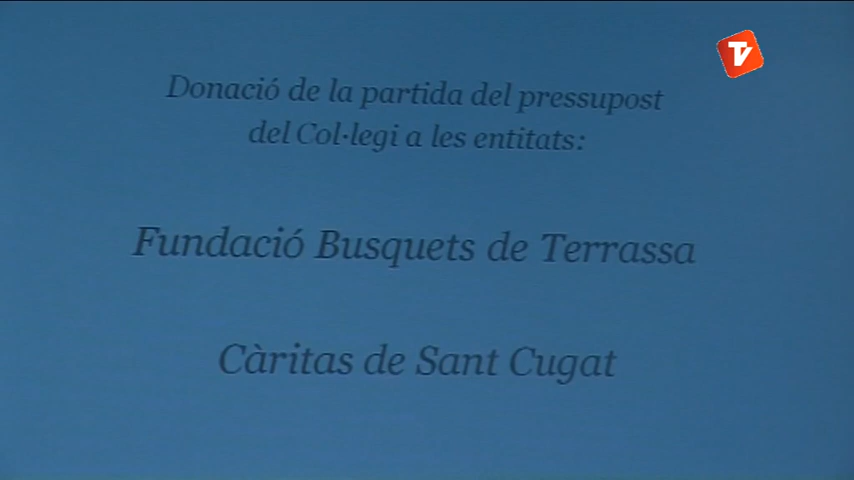 TV
Donació de la partida del pressupost
del Col·legi a les entitats:
Fundació Busquets de Terrassa
Càritas de Sant Cugat